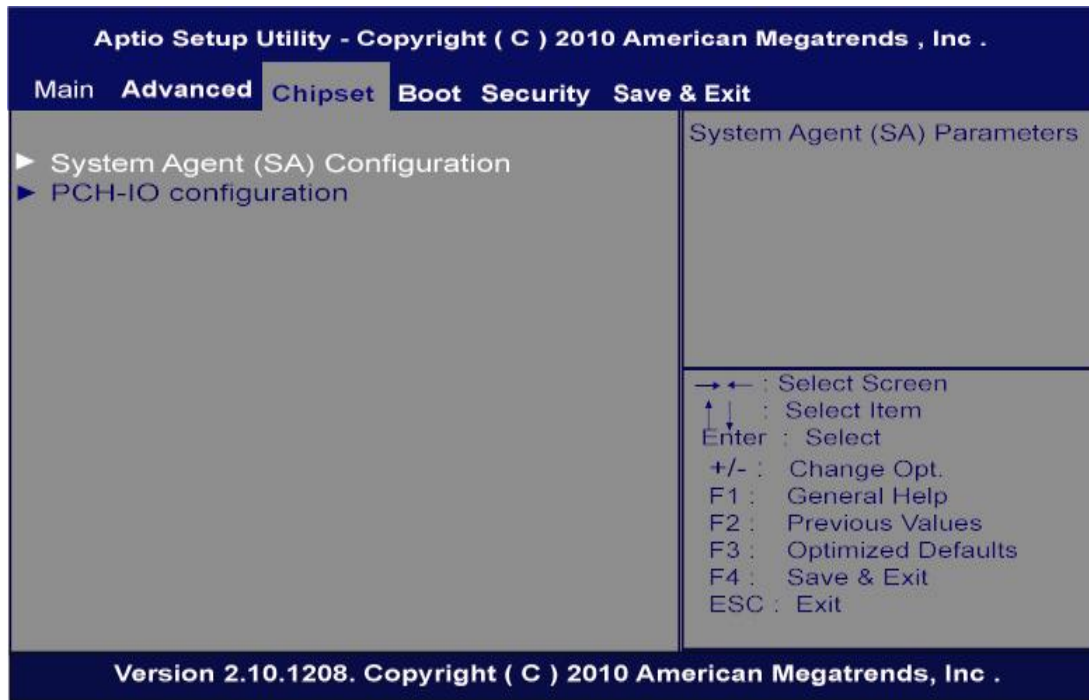 Aptio Setup Utility - Copyright ( C ) 2010 American Megatrends , Inc .
Main Advanced Chipset Boot Security Save & Exit
► System Agent (SA) Configuration
► PCH-IO configuration
System Agent (SA) Parameters
→ ← : Select Screen
↑ ↓ : Select Item
Enter : Select
+/- : Change Opt.
F1 : General Help
F2 : Previous Values
F3 : Optimized Defaults
F4 : Save & Exit
ESC : Exit
Version 2.10.1208. Copyright ( C ) 2010 American Megatrends, Inc .